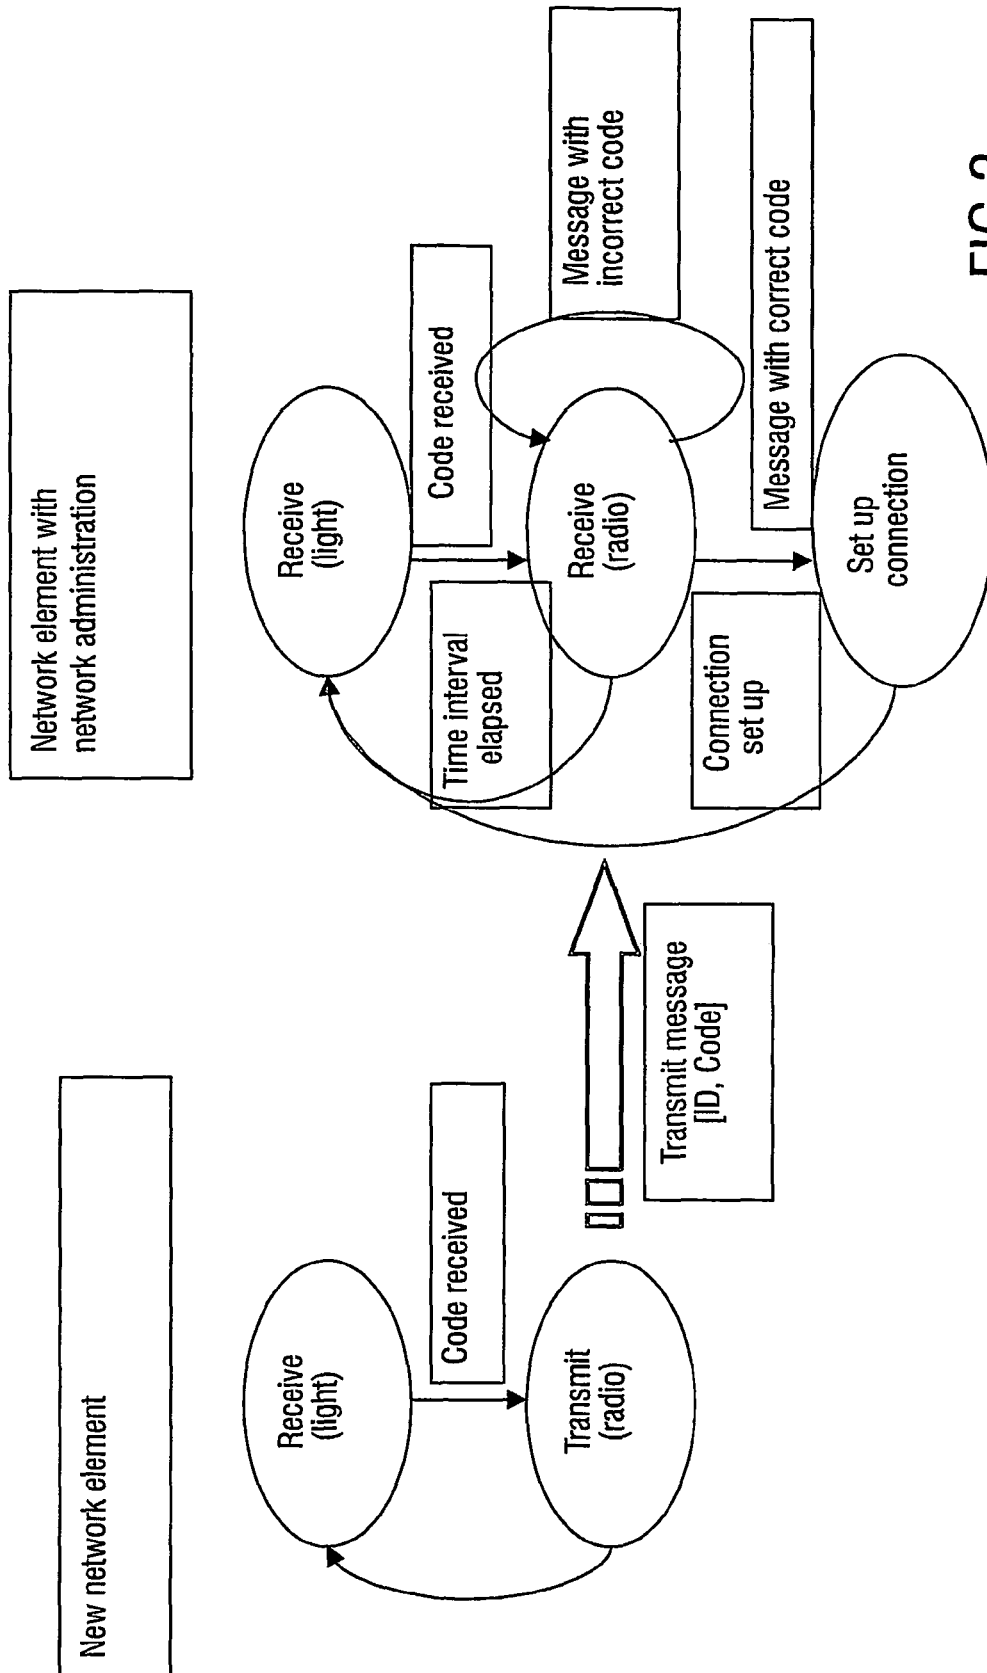 New network element
Receive
(light)
Code received
Transmit
(radio)
Transmit message
[ID, Code]
Network element with
network administration
Receive
(light)
Code received
Time interval
elapsed
Receive
(radio)
Message with
incorrect code
Connection
set up
Message with correct code
Set up
connection